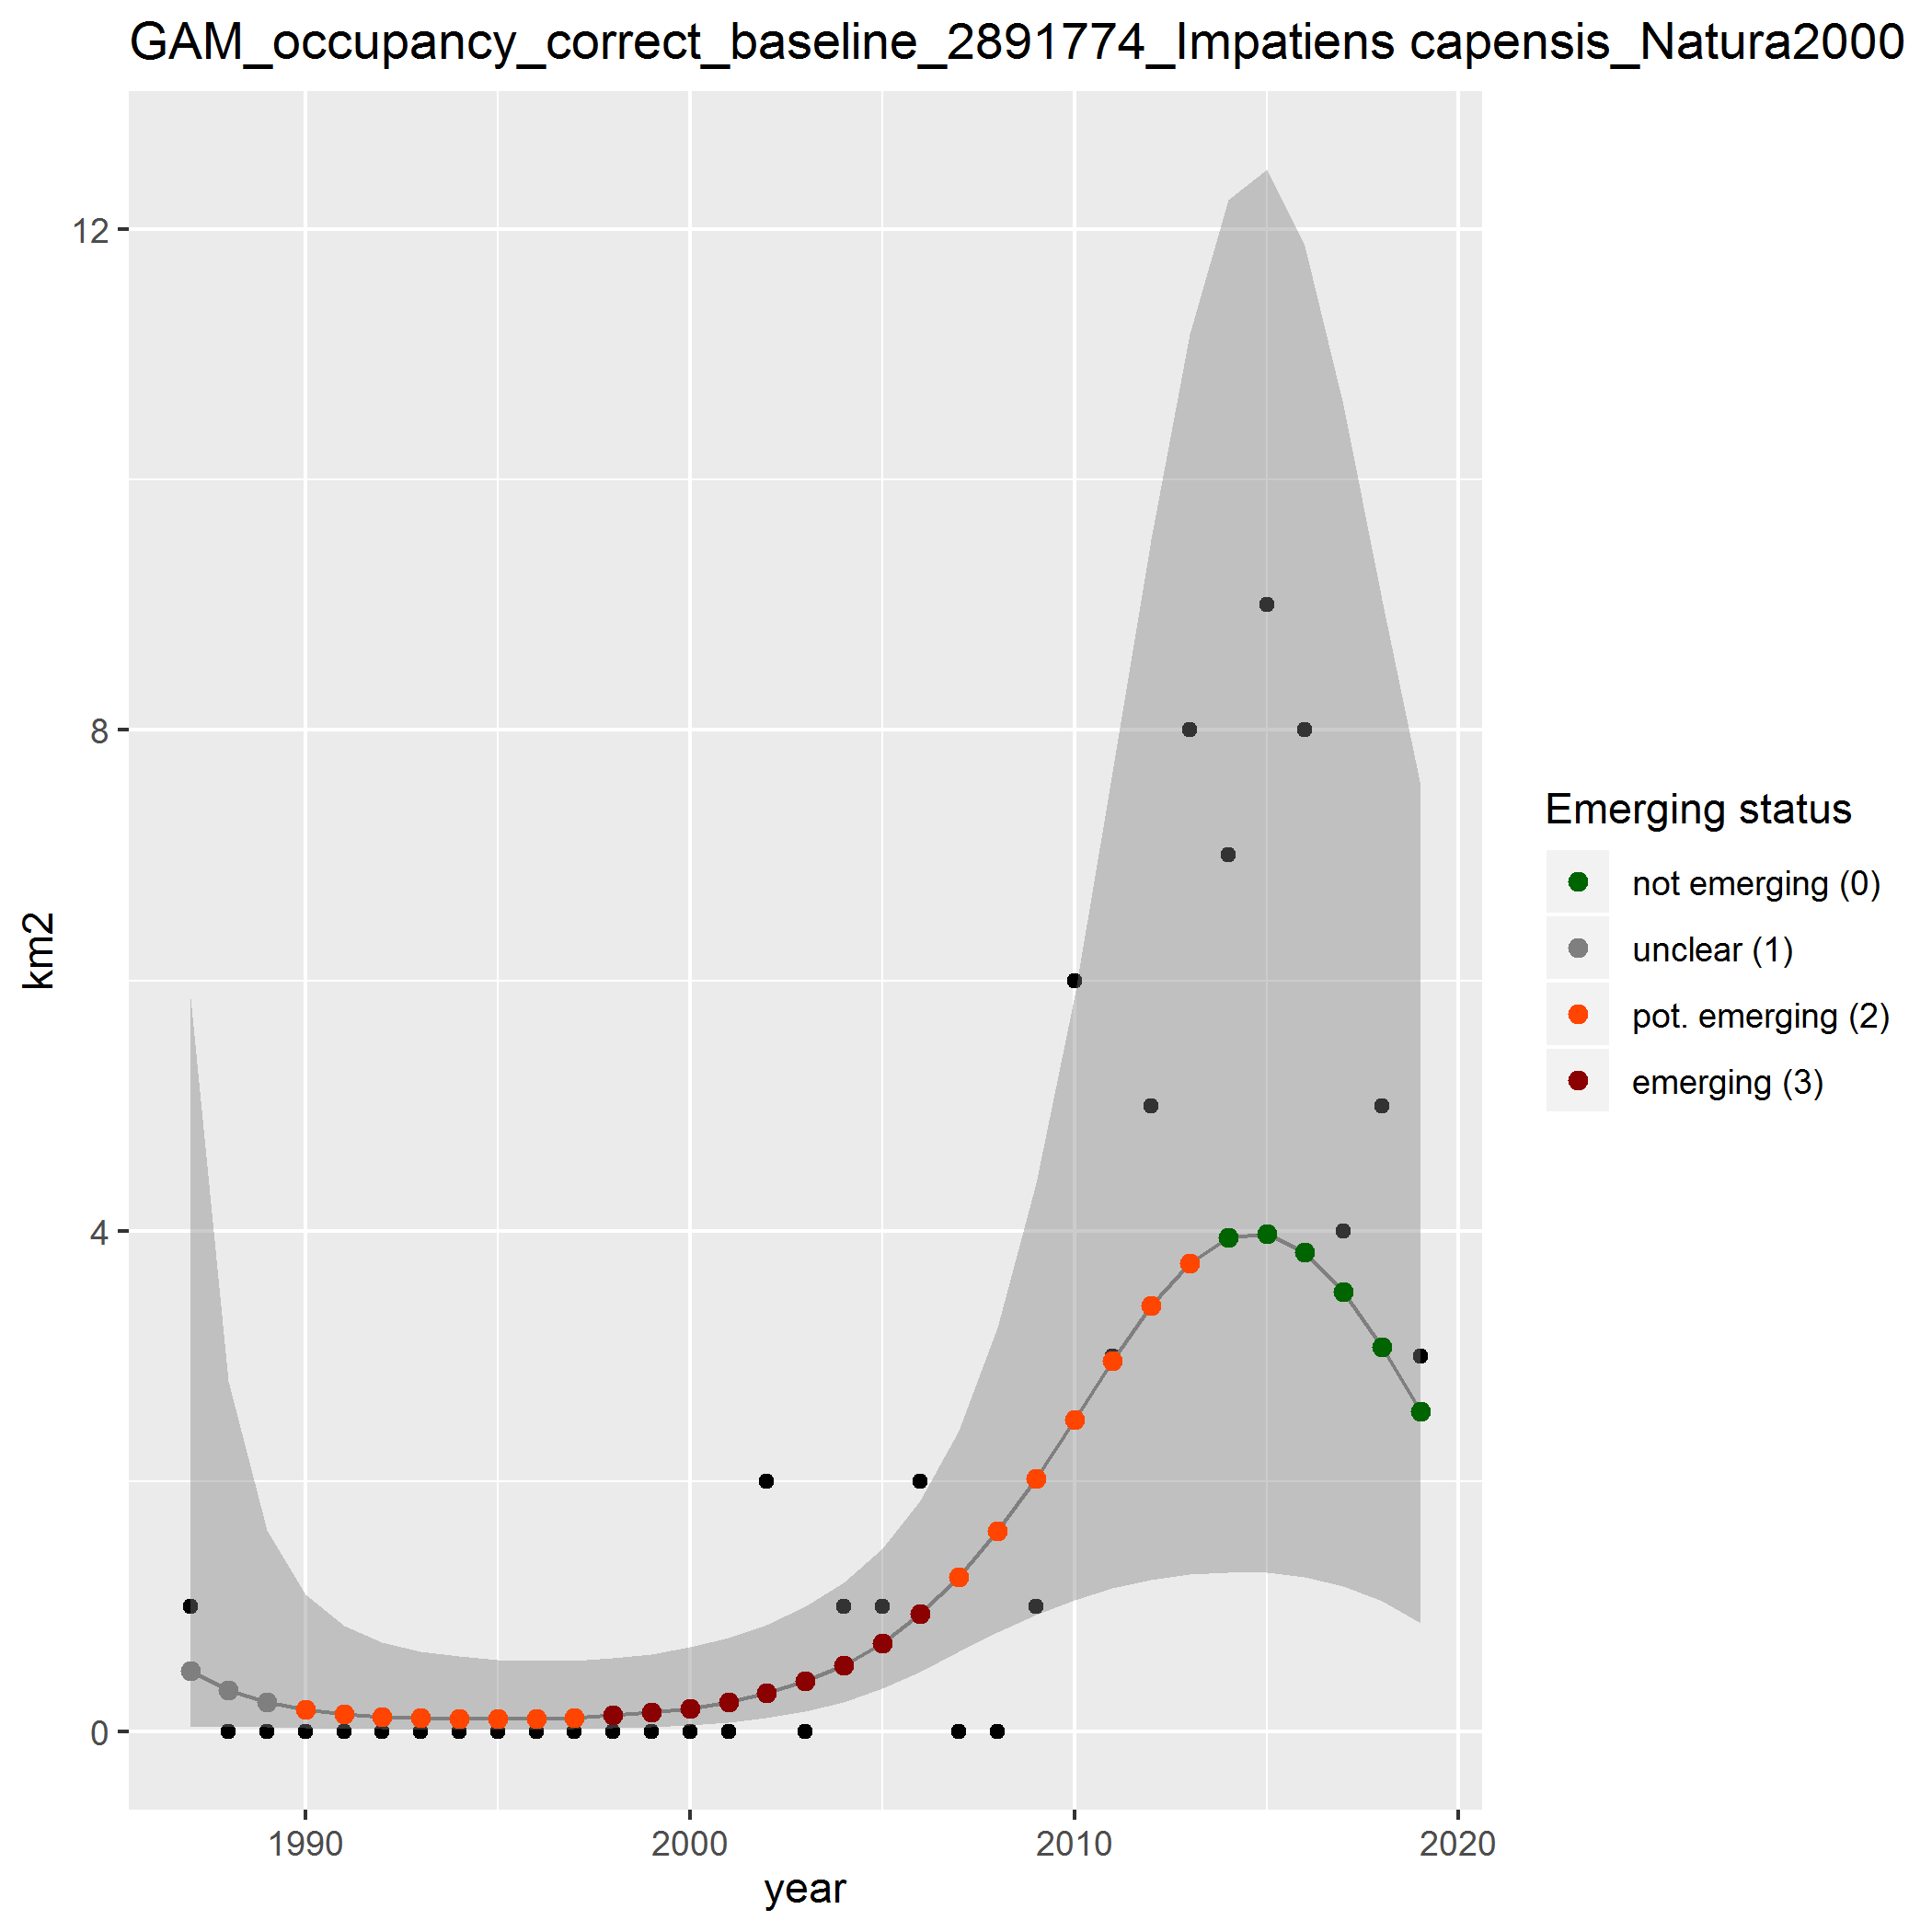 GAM_occupancy_correct_baseline_2891774_Impatiens capensis_Natura2000
12
8
4
0
km2
1990 2000 2010 2020
year
Emerging status
not emerging (0)
unclear (1)
pot. emerging (2)
emerging (3)